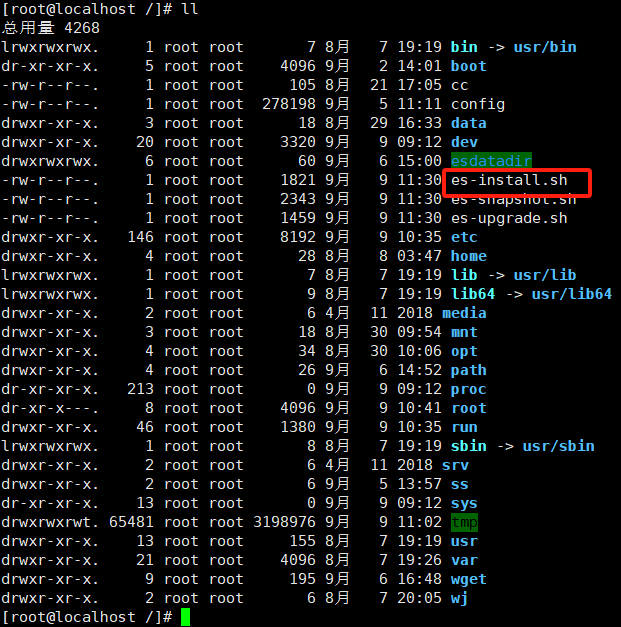 [root@localhost /]# ll
总用量 4268
lrwxrwxrwx. 1 root root 7 8月 7 19:19 bin -> usr/bin
dr-xr-xr-x. 5 root root 4096 9月 2 14:01 boot
-rw-r--r--. 1 root root 105 8月 21 17:05 cc
-rw-r--r--. 1 root root 278198 9月 5 11:11 config
drwxr-xr-x. 3 root root 18 8月 29 16:33 data
drwxr-xr-x. 20 root root 3320 9月 9 09:12 dev
drwxrwxrwx. 6 root root 60 9月 6 15:00 esdatadir
-rw-r--r--. 1 root root 1821 9月 9 11:30 es-install.sh
-rw-r--r--. 1 root root 2343 9月 9 11:30 es-snapshot.sh
-rw-r--r--. 1 root root 1459 9月 9 11:30 es-upgrade.sh
drwxr-xr-x. 146 root root 8192 9月 9 10:35 etc
drwxr-xr-x. 4 root root 28 8月 8 03:47 home
lrwxrwxrwx. 1 root root 7 8月 7 19:19 lib -> usr/lib
lrwxrwxrwx. 1 root root 9 8月 7 19:19 lib64 -> usr/lib64
drwxr-xr-x. 2 root root 6 4月 11 2018 media
drwxr-xr-x. 3 root root 18 8月 30 09:54 mnt
drwxr-xr-x. 4 root root 34 8月 30 10:06 opt
drwxr-xr-x. 4 root root 26 9月 6 14:52 path
dr-xr-xr-x. 213 root root 0 9月 9 09:12 proc
dr-xr-x---. 8 root root 4096 9月 9 10:41 root
drwxr-xr-x. 46 root root 1380 9月 9 10:35 run
lrwxrwxrwx. 1 root root 8 8月 7 19:19 sbin -> usr/sbin
drwxr-xr-x. 2 root root 6 4月 11 2018 srv
drwxr-xr-x. 2 root root 6 9月 5 13:57 ss
dr-xr-xr-x. 13 root root 0 9月 9 09:12 sys
drwxrwxrwt. 65481 root root 3198976 9月 9 11:02 tmp
drwxr-xr-x. 13 root root 155 8月 7 19:19 usr
drwxr-xr-x. 21 root root 4096 8月 7 19:26 var
drwxr-xr-x. 9 root root 195 9月 6 16:48 wget
drwxr-xr-x. 2 root root 6 8月 7 20:05 wj
[root@localhost /]#